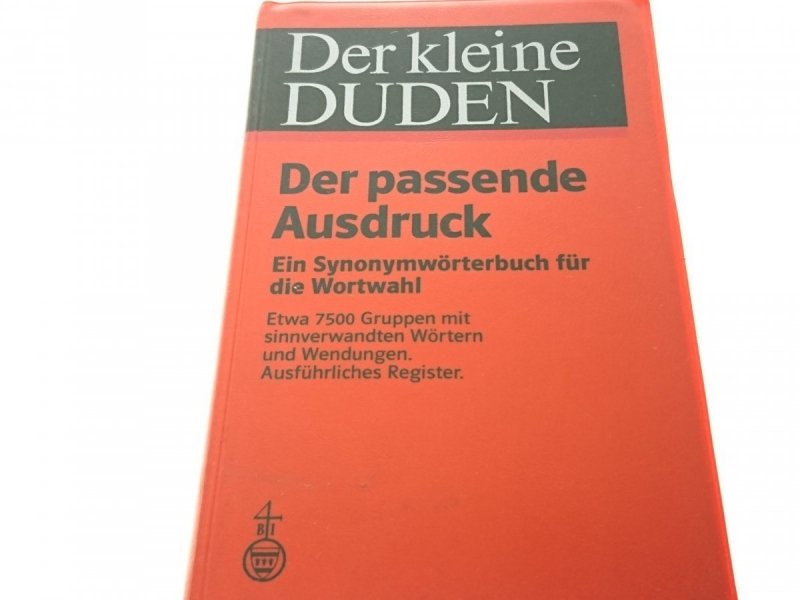 Der kleine
DUDEN
Der passende
Ausdruck
Ein Synonymwörterbuch für
die Wortwahl
Etwa 7500 Gruppen mit
sinnverwandten Wörtern
und Wendungen.
Ausführliches Register.
B I